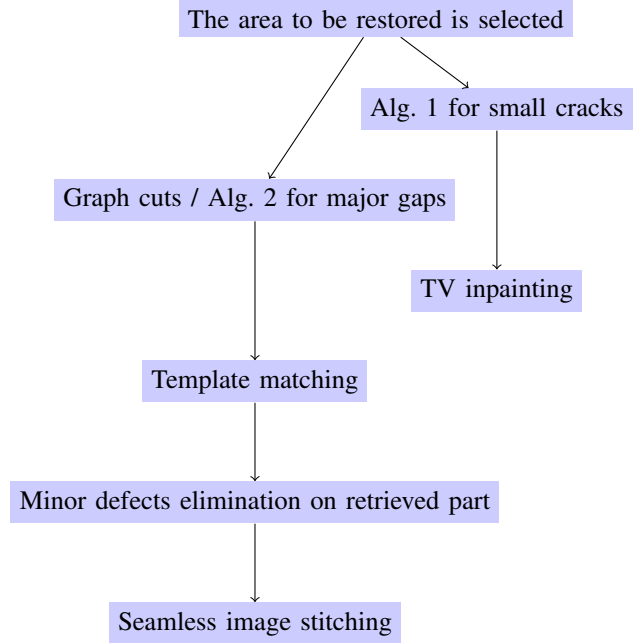 The area to be restored is selected
Alg. 1 for small cracks
Graph cuts / Alg. 2 for major gaps
TV inpainting
Template matching
Minor defects elimination on retrieved part
Seamless image stitching